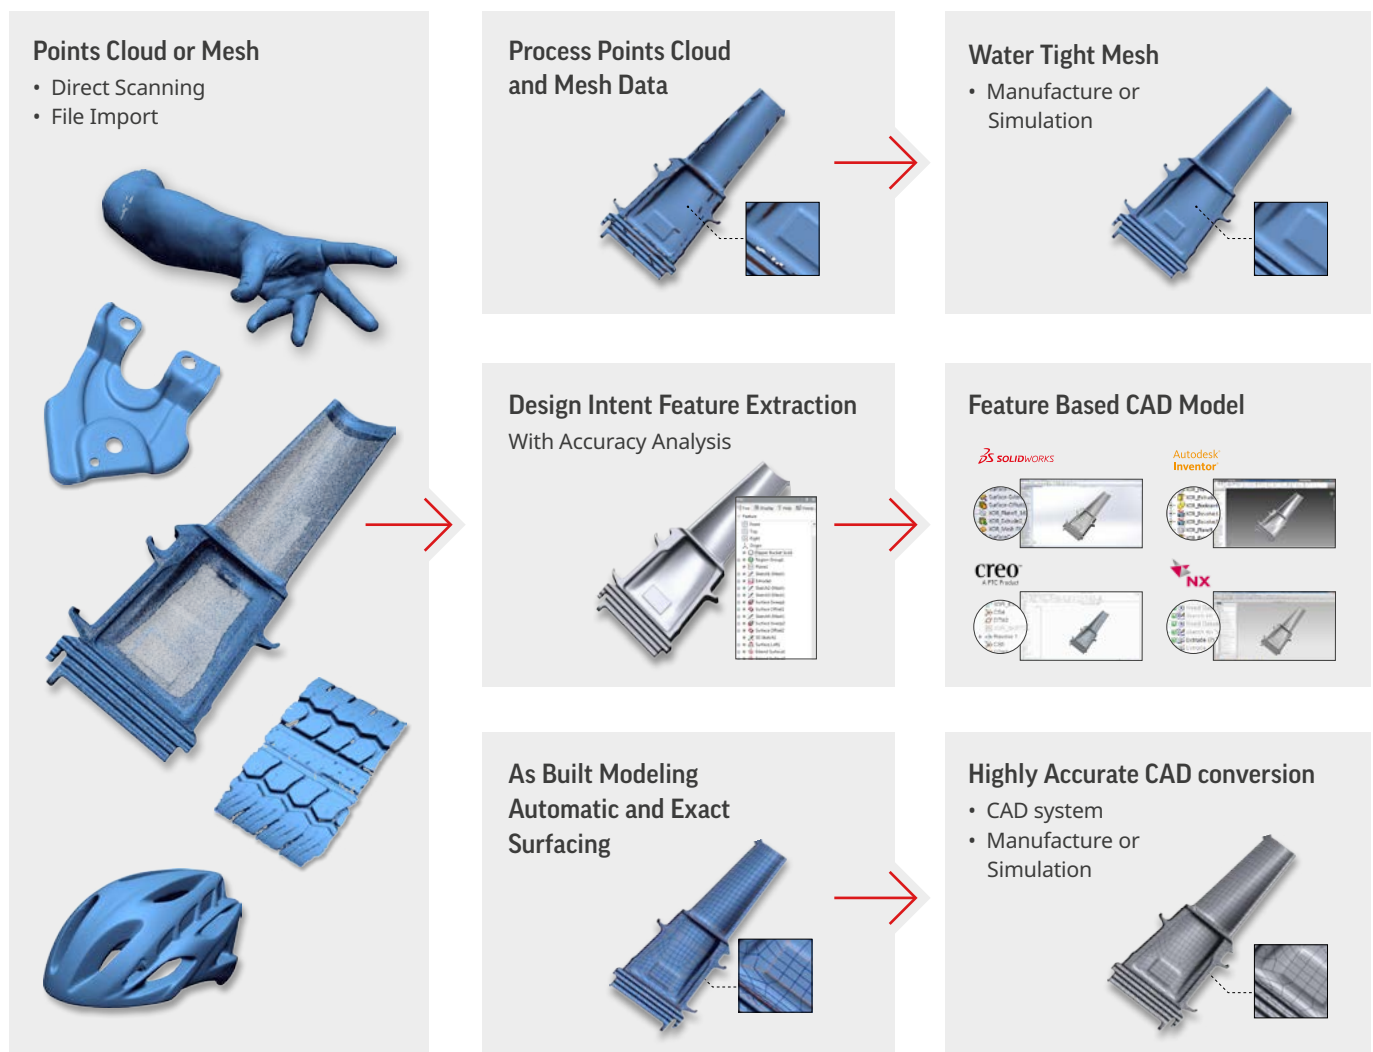 Points Cloud or Mesh
• Direct Scanning
• File Import
Process Points Cloud
and Mesh Data
Water Tight Mesh
• Manufacture or
Simulation
Design Intent Feature Extraction
With Accuracy Analysis
Feature Based CAD Model
SOLIDWORKS
Autodesk
Inventor
creo
A PTC Product
NX
As Built Modeling
Automatic and Exact
Surfacing
Highly Accurate CAD conversion
• CAD system
• Manufacture or
Simulation